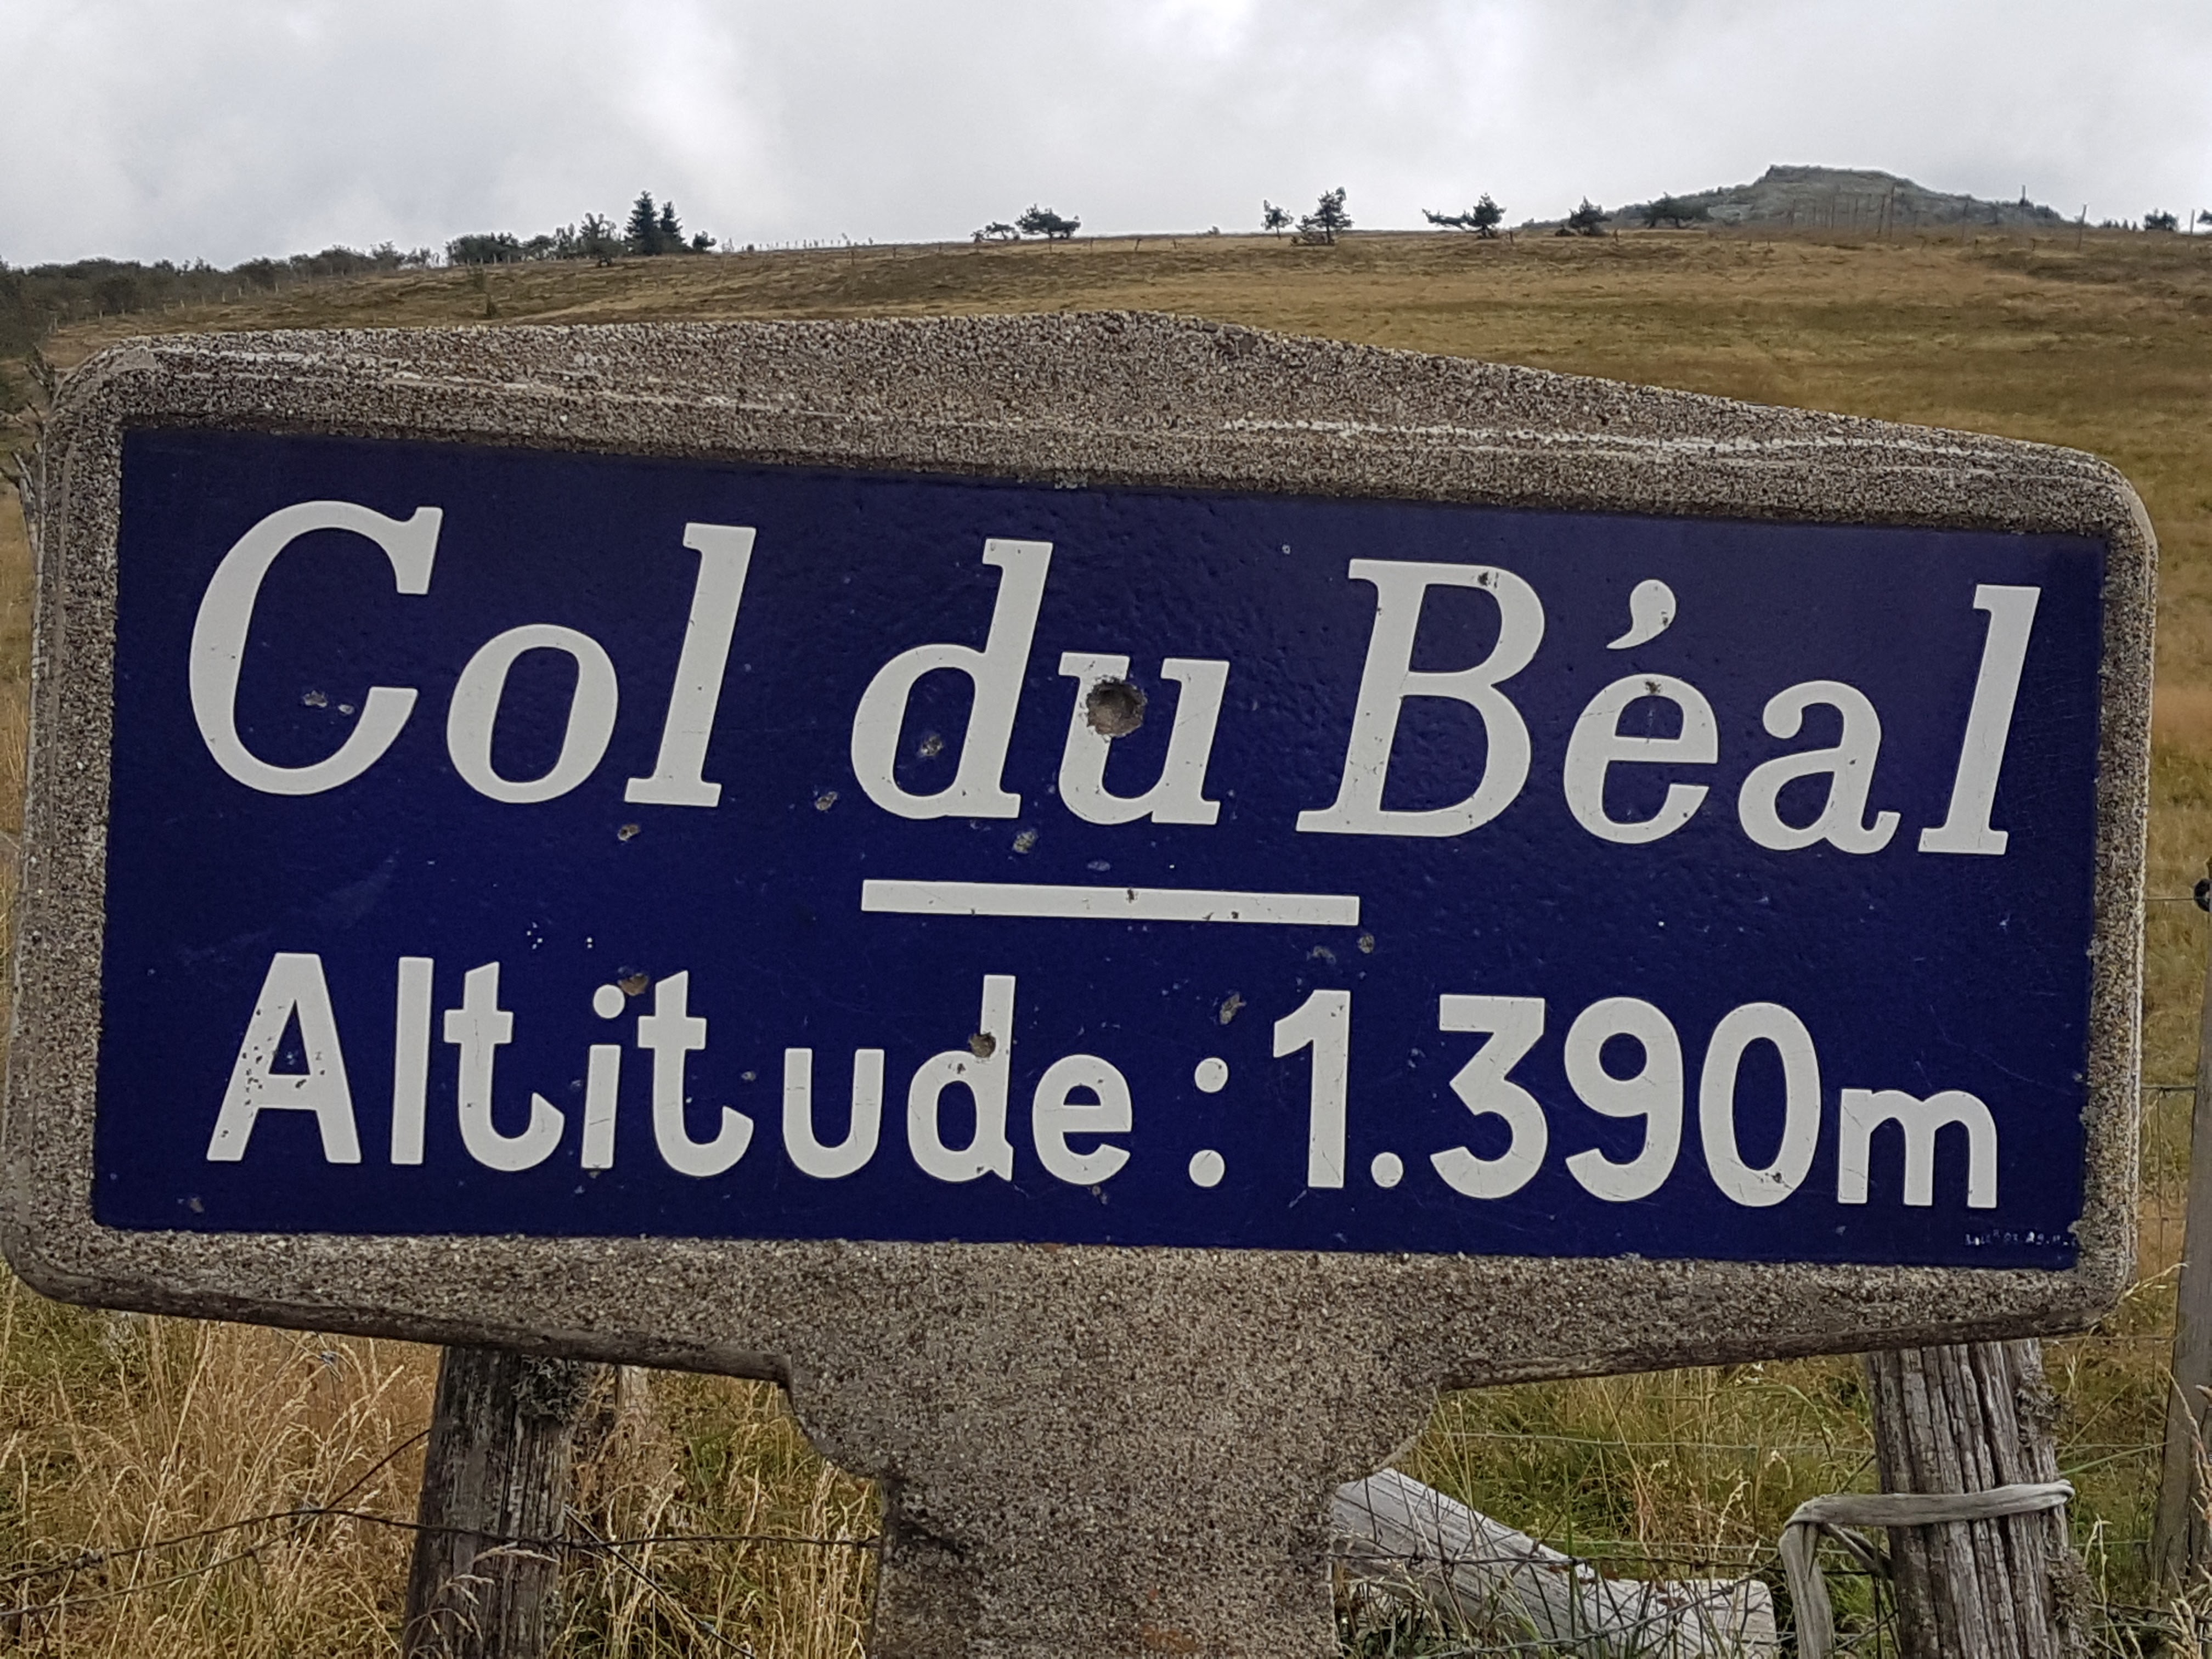 Col du Béal
Altitude : 1.390m